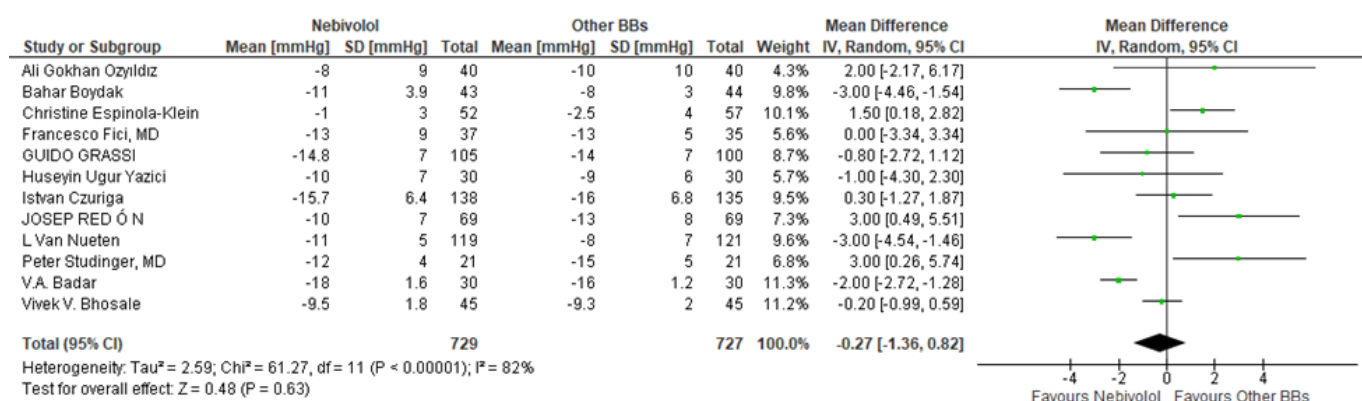 Nebivolol Other BBs Mean Difference Mean Difference
Study or Subgroup Mean [mmHg] SD [mmHg] Total Mean [mmHg] SD [mmHg] Total Weight IV, Random, 95% CI IV, Random, 95% CI
Ali Gokhan Ozyıldız -8 9 40 -10 10 40 4.3% 2.00 [-2.17, 6.17]
Bahar Boydak -11 3.9 43 -8 3 44 9.8% -3.00 [-4.46, -1.54]
Christine Espinola-Klein -1 3 52 -2.5 4 57 10.1% 1.50 [0.18, 2.82]
Francesco Fici, MD -13 9 37 -13 5 35 5.6% 0.00 [-3.34, 3.34]
GUIDO GRASSI -14.8 7 105 -14 7 100 8.7% -0.80 [-2.72, 1.12]
Huseyin Ugur Yazici -10 7 30 -9 6 30 5.7% -1.00 [-4.30, 2.30]
Istvan Czuriga -15.7 6.4 138 -16 6.8 135 9.5% 0.30 [-1.27, 1.87]
JOSEP RED Ó N -10 7 69 -13 8 69 7.3% 3.00 [0.49, 5.51]
L Van Nueten -11 5 119 -8 7 121 9.6% -3.00 [-4.54, -1.46]
Peter Studinger, MD -12 4 21 -15 5 21 6.8% 3.00 [0.26, 5.74]
V.A. Badar -18 1.6 30 -16 1.2 30 11.3% -2.00 [-2.72, -1.28]
Vivek V. Bhosale -9.5 1.8 45 -9.3 2 45 11.2% -0.20 [-0.99, 0.59]
Total (95% CI) 729 727 100.0% -0.27 [-1.36, 0.82]
Heterogeneity: Tau² = 2.59; Chi² = 61.27, df = 11 (P < 0.00001); I² = 82%
Test for overall effect: Z = 0.48 (P = 0.63)
-4 -2 0 2 4
Favours Nebivolol Favours Other BBs